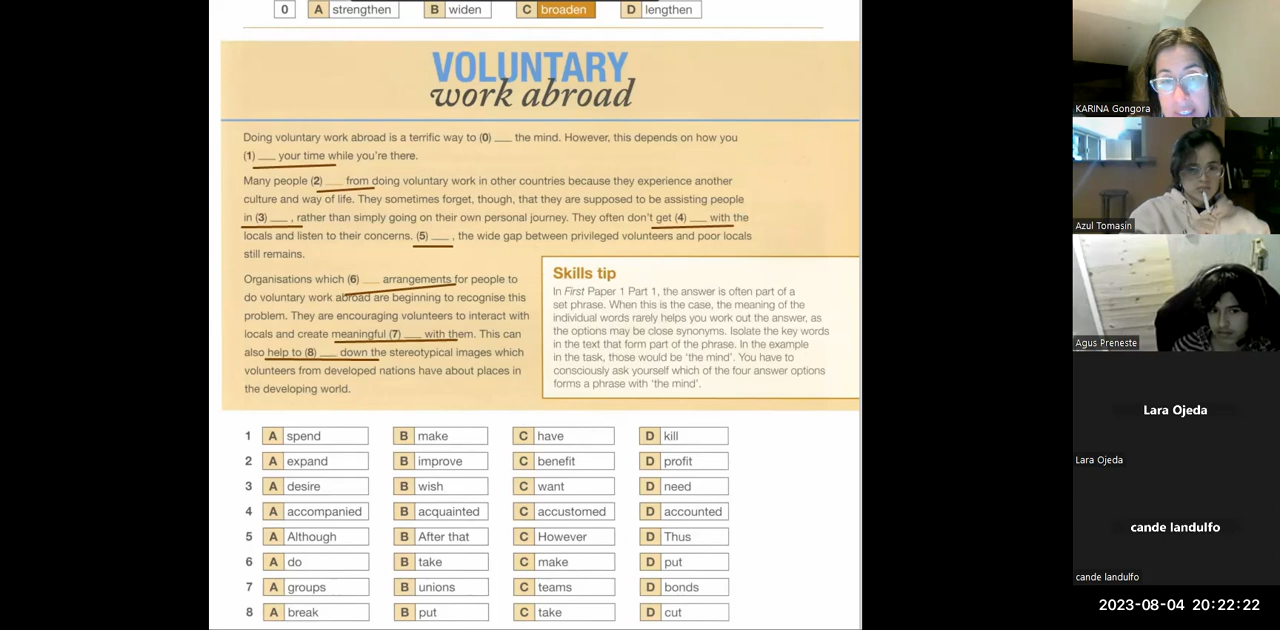 0 A strengthen B widen C broaden D lengthen
VOLUNTARY
work abroad
Doing voluntary work abroad is a terrific way to (0) ___ the mind. However, this depends on how you
(1) ___ your time while you're there.
Many people (2) ___ from doing voluntary work in other countries because they experience another
culture and way of life. They sometimes forget, though, that they are supposed to be assisting people
in (3) ___ , rather than simply going on their own personal journey. They often don't get (4) ___ with the
locals and listen to their concerns. (5) ___ , the wide gap between privileged volunteers and poor locals
still remains.
Organisations which (6) ___ arrangements for people to
do voluntary work abroad are beginning to recognise this
problem. They are encouraging volunteers to interact with
locals and create meaningful (7) ___ with them. This can
also help to (8) ___ down the stereotypical images which
volunteers from developed nations have about places in
the developing world.
Skills tip
In First Paper 1 Part 1, the answer is often part of a
set phrase. When this is the case, the meaning of the
individual words rarely helps you work out the answer, as
the options may be close synonyms. Isolate the key words
in the text that form part of the phrase. In the example
in the task, those would be 'the mind'. You have to
consciously ask yourself which of the four answer options
forms a phrase with 'the mind'.
1 A spend B make C have D kill
2 A expand B improve C benefit D profit
3 A desire B wish C want D need
4 A accompanied B acquainted C accustomed D accounted
5 A Although B After that C However D Thus
6 A do B take C make D put
7 A groups B unions C teams D bonds
8 A break B put C take D cut
KARINA Gongora
Azul Tomasin
Agus Preneste
Lara Ojeda
Lara Ojeda
cande landulfo
cande landulfo
2023-08-04 20:22:22